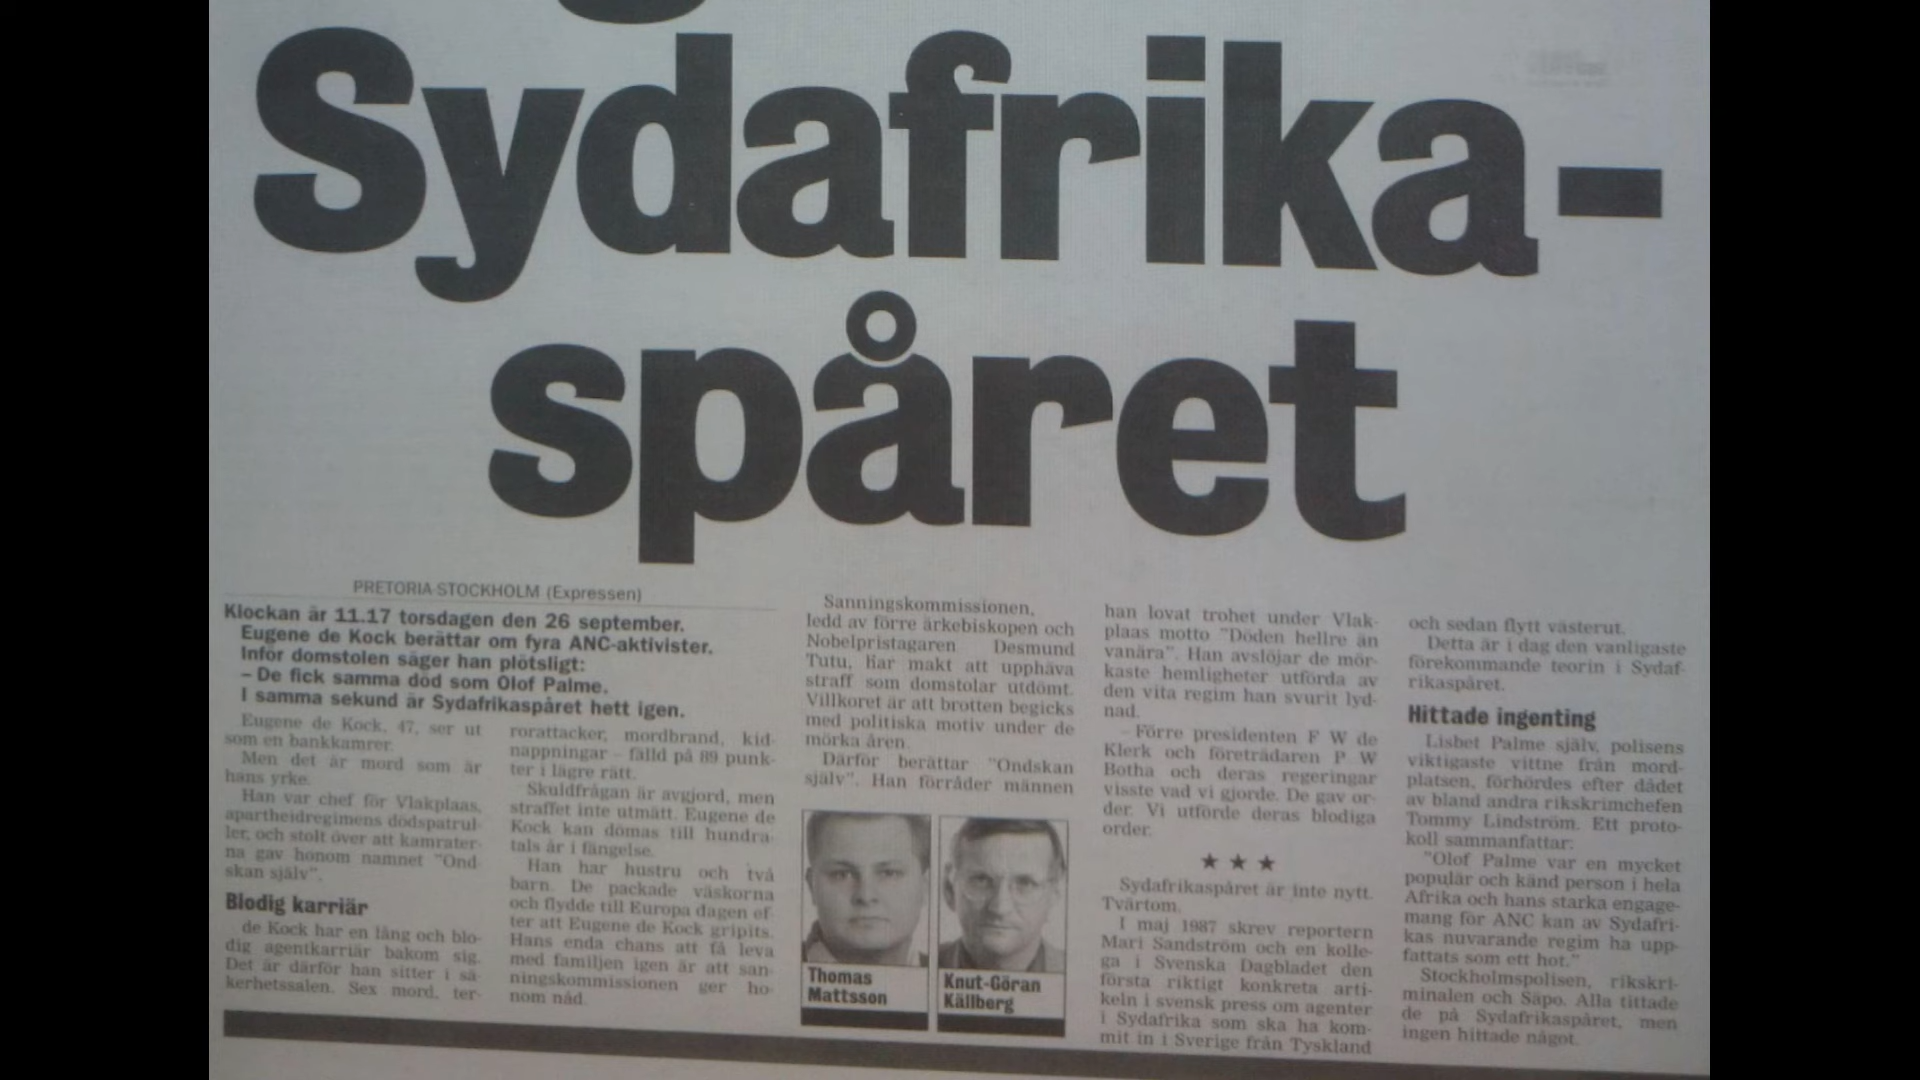 Sydafrika-
spåret
PRETORIA-STOCKHOLM (Expressen)
Klockan är 11.17 torsdagen den 26 september.
Eugene de Kock berättar om fyra ANC-aktivister.
Inför domstolen säger han plötsligt:
– De fick samma död som Olof Palme.
I samma sekund är Sydafrikaspåret hett igen.
Eugene de Kock, 47, ser ut
som en bankkamrer.
Men det är mord som är
hans yrke.
Han var chef för Vlakplaas,
apartheidregimens dödspatrul-
ler, och stolt över att kamrater-
na gav honom namnet "Ond-
skan själv".
Blodig karriär
de Kock har en lång och blo-
dig agentkarriär bakom sig.
Det är därför han sitter i sä-
kerhetssalen. Sex mord, ter-
rorattacker, mordbrand, kid-
nappningar – fälld på 89 punk-
ter i lägre rätt.
Skuldfrågan är avgjord, men
straffet inte utmätt. Eugene de
Kock kan dömas till hundra-
tals år i fängelse.
Han har hustru och två
barn. De packade väskorna
och flydde till Europa dagen ef-
ter att Eugene de Kock gripits.
Hans enda chans att få leva
med familjen igen är att san-
ningskommissionen ger ho-
nom nåd.
Sanningskommissionen,
ledd av förre ärkebiskopen och
Nobelpristagaren Desmund
Tutu, har makt att upphäva
straff som domstolar utdömt.
Villkoret är att brotten begicks
med politiska motiv under de
mörka åren.
Därför berättar "Ondskan
själv". Han förråder männen
Thomas
Mattsson
Knut-Göran
Källberg
han lovat trohet under Vlak-
plaas motto "Döden hellre än
vanära". Han avslöjar de mör-
kaste hemligheter utförda av
den vita regim han svurit lyd-
nad.
– Förre presidenten F W de
Klerk och företrädaren P W
Botha och deras regeringar
visste vad vi gjorde. De gav or-
der. Vi utförde deras blodiga
order.
★ ★ ★
Sydafrikaspåret är inte nytt.
Tvärtom.
I maj 1987 skrev reportern
Mari Sandström och en kolle-
ga i Svenska Dagbladet den
första riktigt konkreta arti-
keln i svensk press om agenter
i Sydafrika som ska ha kom-
mit in i Sverige från Tyskland
och sedan flytt västerut.
Detta är i dag den vanligaste
förekommande teorin i Sydaf-
rikaspåret.
Hittade ingenting
Lisbet Palme själv, polisens
viktigaste vittne från mord-
platsen, förhördes efter dådet
av bland andra rikskrimchefen
Tommy Lindström. Ett proto-
koll sammanfattar:
"Olof Palme var en mycket
populär och känd person i hela
Afrika och hans starka engage-
mang för ANC kan av Sydafri-
kas nuvarande regim ha upp-
fattats som ett hot."
Stockholmspolisen, rikskri-
minalen och Säpo. Alla tittade
de på Sydafrikaspåret, men
ingen hittade något.